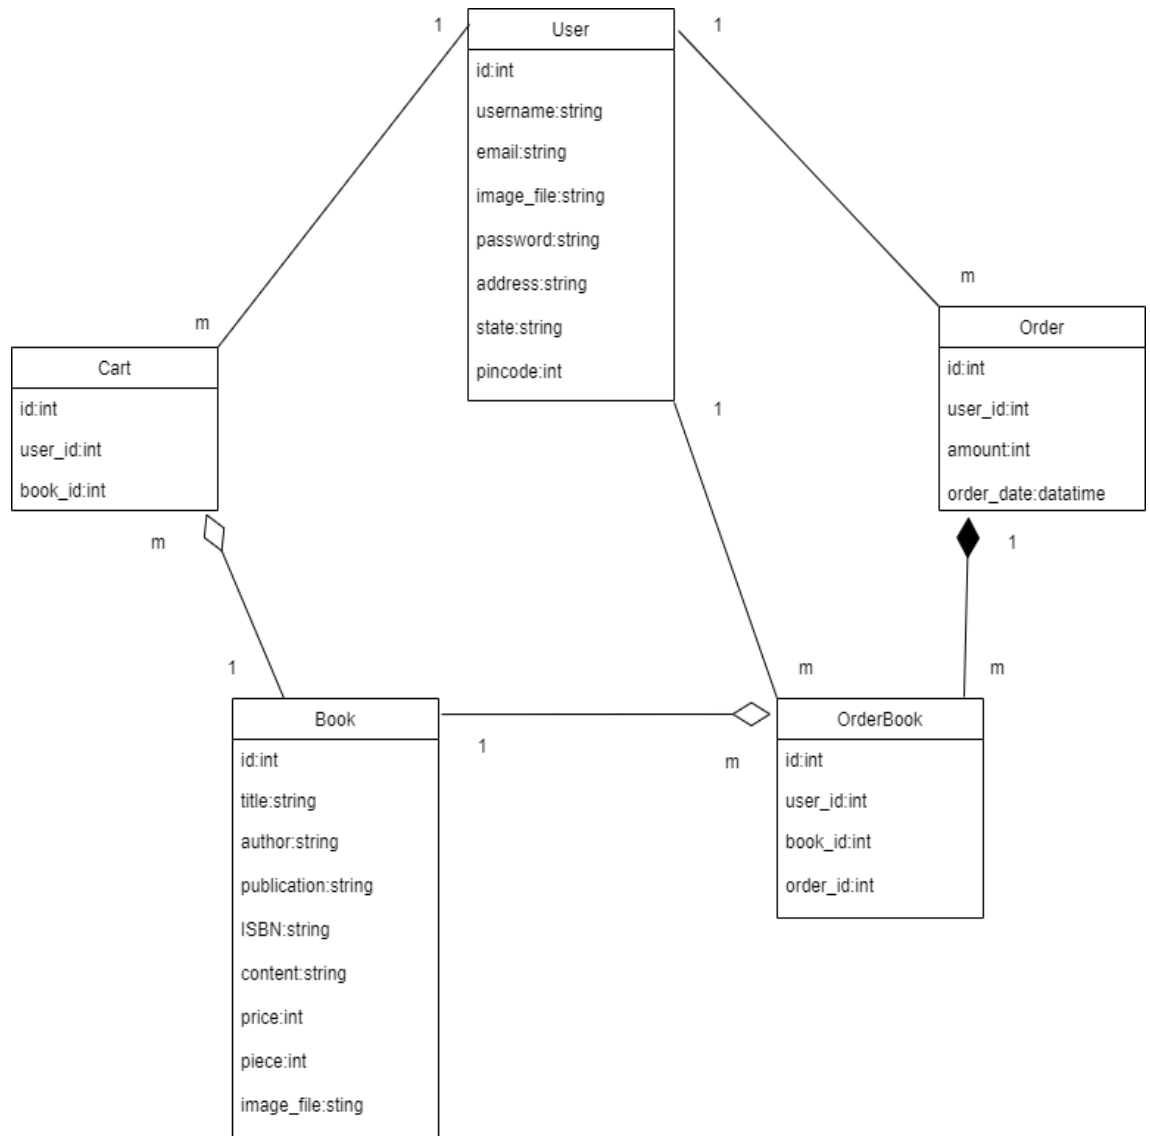 1
User
1
id:int
username:string
email:string
image_file:string
password:string
address:string
state:string
pincode:int
m
m
Cart
id:int
user_id:int
book_id:int
Order
id:int
user_id:int
amount:int
order_date:datatime
1
m
1
1
m
m
Book
id:int
title:string
author:string
publication:string
ISBN:string
content:string
price:int
piece:int
image_file:sting
1
m
OrderBook
id:int
user_id:int
book_id:int
order_id:int